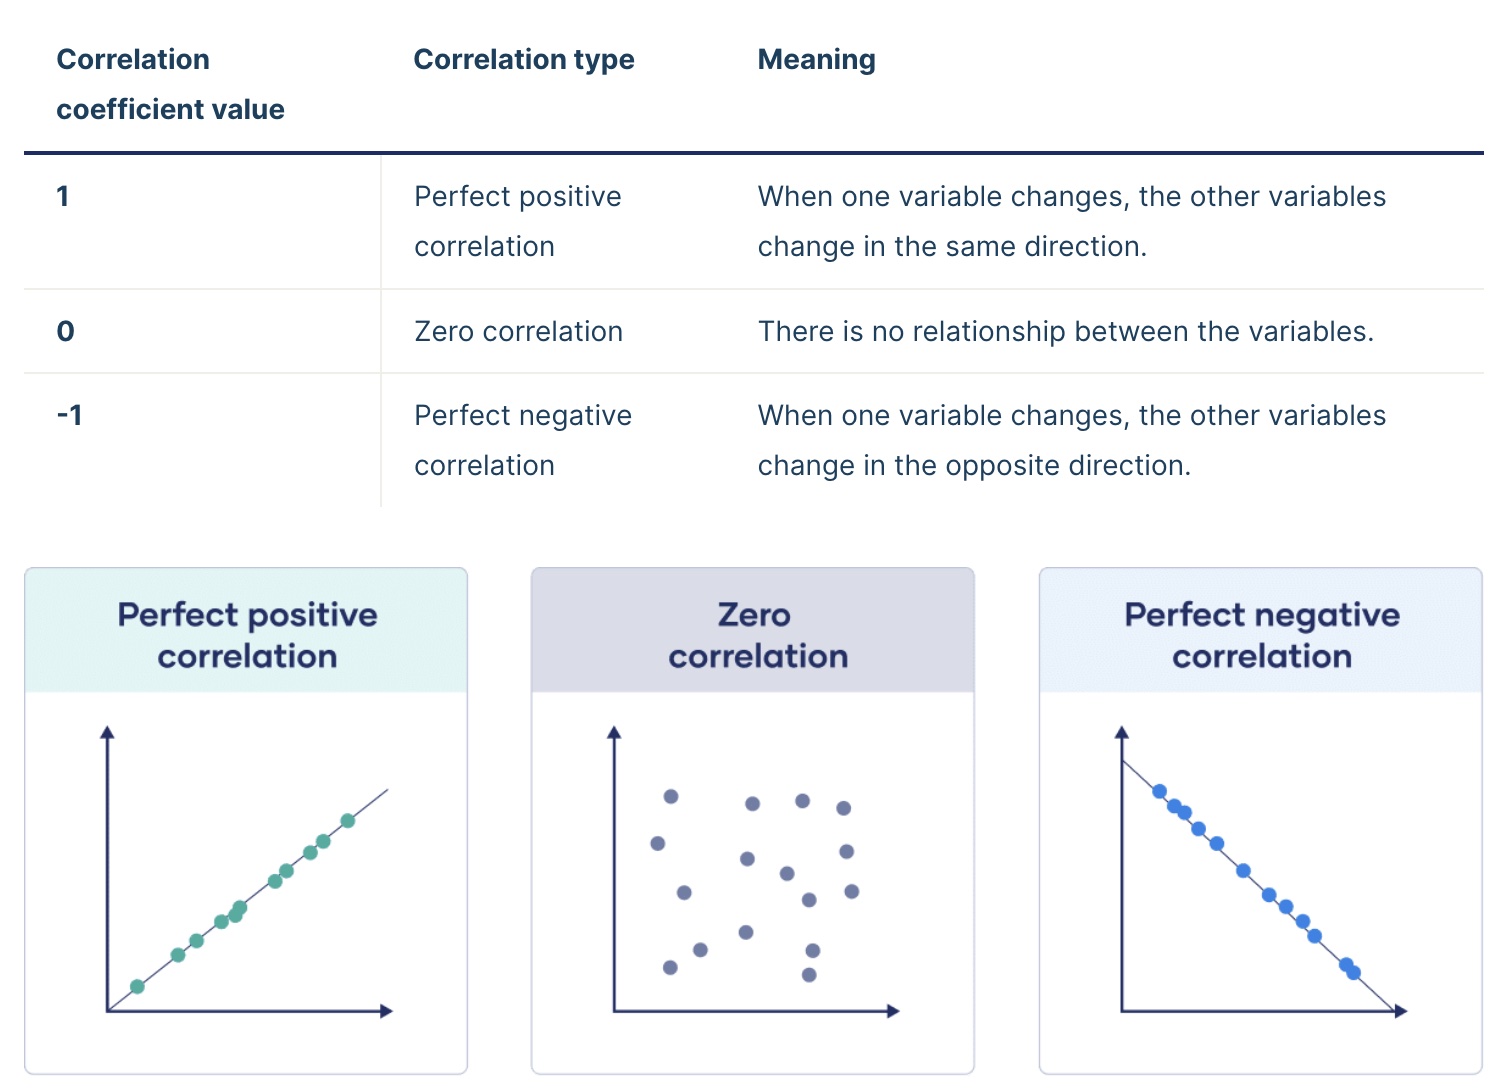 Correlation
coefficient value
Correlation type
Meaning
1
Perfect positive
correlation
When one variable changes, the other variables
change in the same direction.
0
Zero correlation
There is no relationship between the variables.
-1
Perfect negative
correlation
When one variable changes, the other variables
change in the opposite direction.
Perfect positive
correlation
Zero
correlation
Perfect negative
correlation